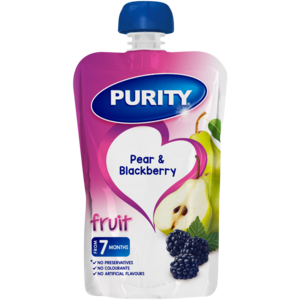 PURITY
Pear &
Blackberry
fruit
FROM 7 MONTHS
✓ NO PRESERVATIVES
✓ NO COLOURANTS
✓ NO ARTIFICIAL FLAVOURS